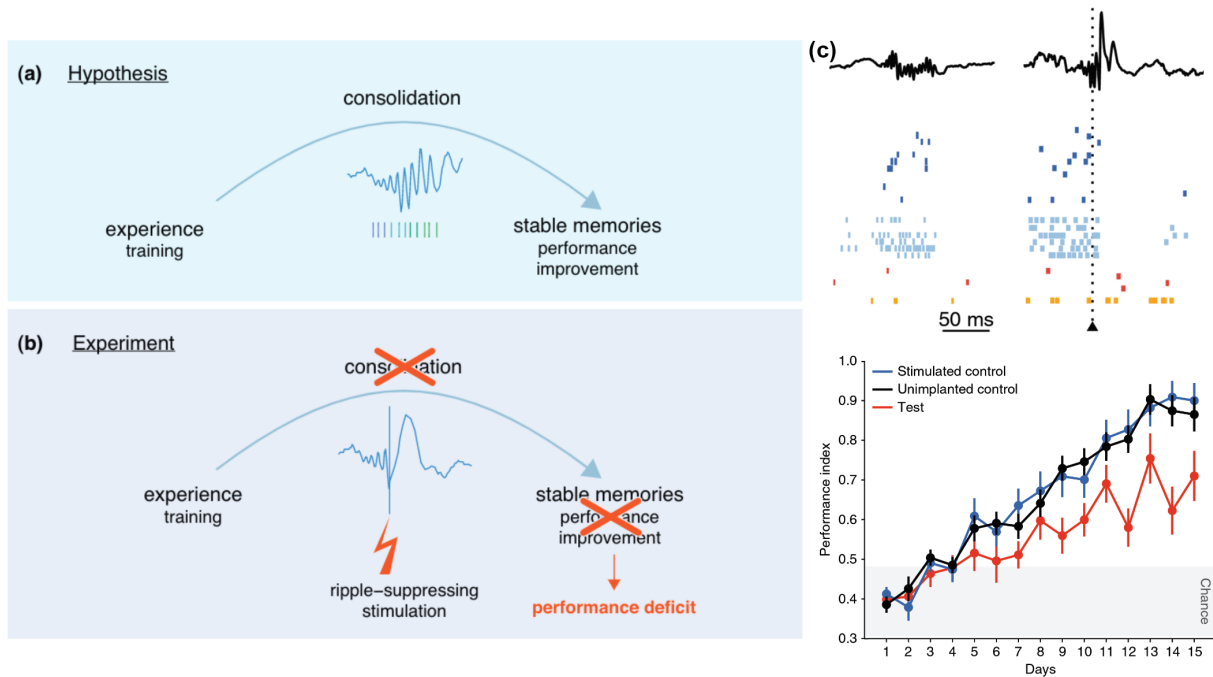 (a) Hypothesis
consolidation
experience
training
stable memories
performance
improvement
(b) Experiment
consolidation
experience
training
stable memories
performance
improvement
ripple–suppressing
stimulation
performance deficit
(c)
50 ms
Stimulated control
Unimplanted control
Test
Performance index
1.0
0.9
0.8
0.7
0.6
0.5
0.4
0.3
Chance
1 2 3 4 5 6 7 8 9 10 11 12 13 14 15
Days